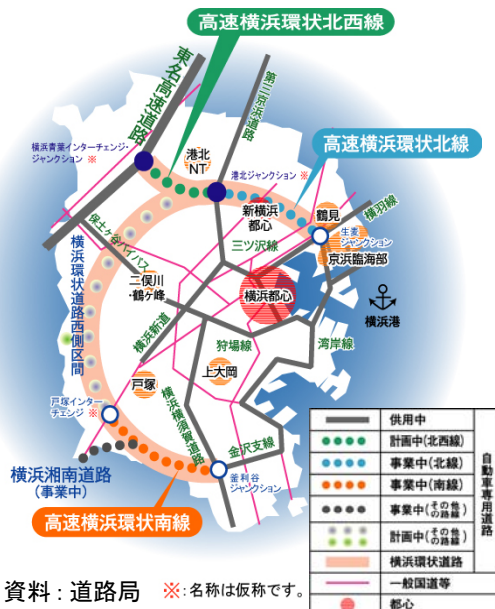 高速横浜環状北西線
東名高速道路
第三京浜道路
横浜青葉インターチェンジ・
ジャンクション ※
港北
NT
港北ジャンクション ※
高速横浜環状北線
新横浜
都心
鶴見
横羽線
生麦
ジャンクション
京浜臨海部
保土ヶ谷バイパス
三ツ沢線
二俣川
・鶴ヶ峰
横浜都心
横浜港
横浜環状道路西側区間
横浜新道
狩場線
湾岸線
上大岡
戸塚
戸塚インター
チェンジ ※
横浜横須賀道路
金沢支線
横浜湘南道路
(事業中)
釜利谷
ジャンクション
高速横浜環状南線
供用中
計画中(北西線)
事業中(北線)
事業中(南線)
事業中(その他の路線)
計画中(その他の路線)
横浜環状道路
自動車専用道路
一般国道等
都心
資料:道路局 ※:名称は仮称です。